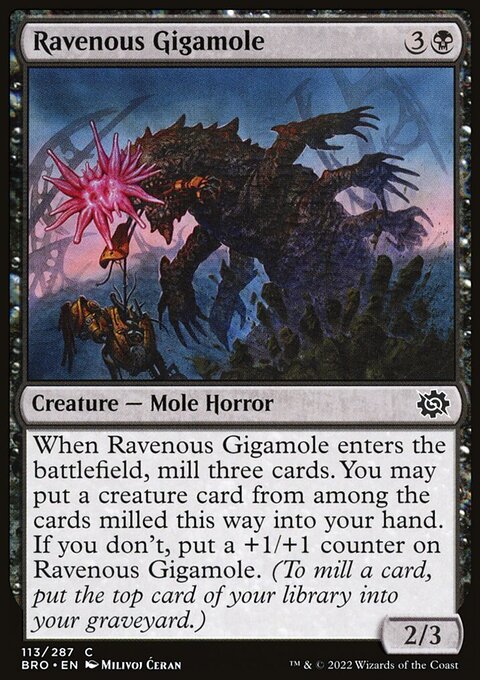 Ravenous Gigamole 3
Creature — Mole Horror
When Ravenous Gigamole enters the
battlefield, mill three cards. You may
put a creature card from among the
cards milled this way into your hand.
If you don't, put a +1/+1 counter on
Ravenous Gigamole. (To mill a card,
put the top card of your library into
your graveyard.)
2/3
113/287 C
BRO • EN Milivoj Ćeran
™ & © 2022 Wizards of the Coast